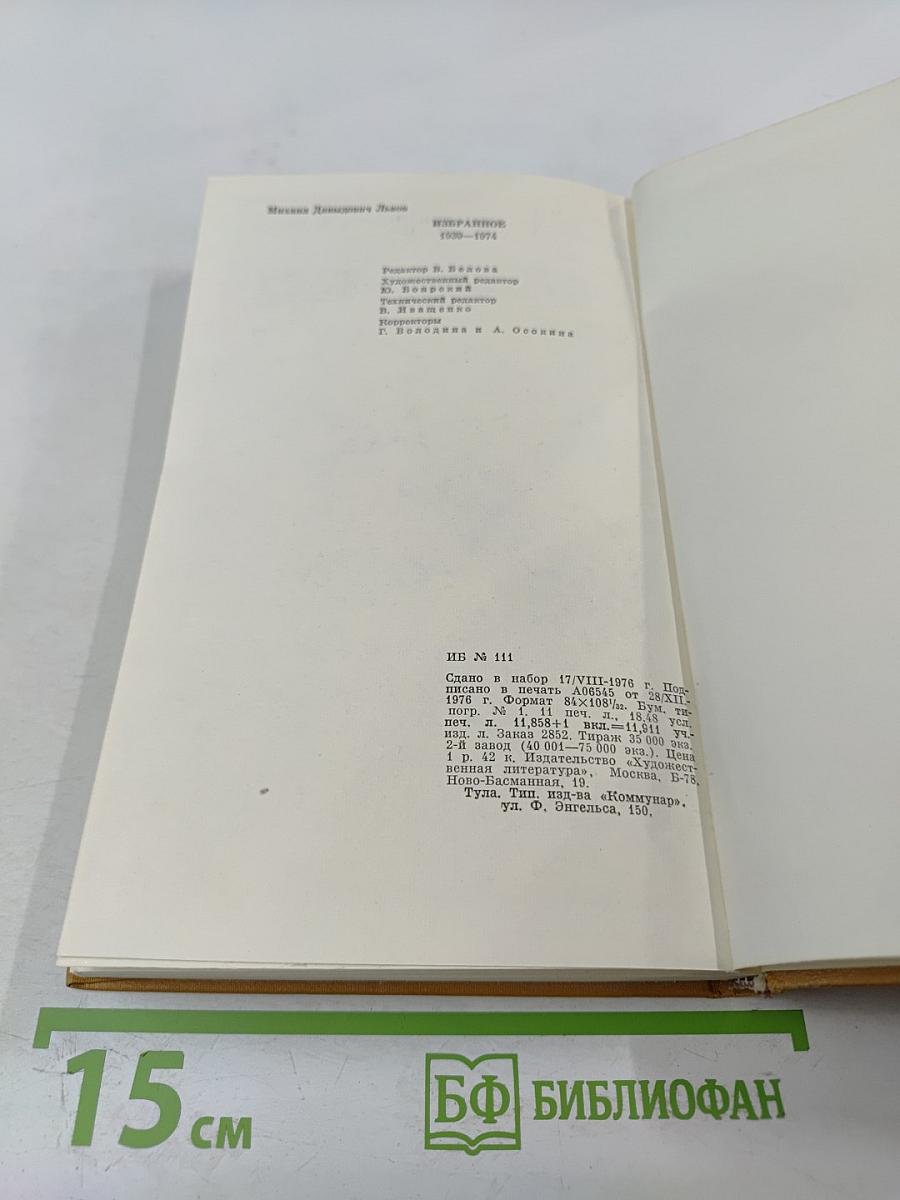 Михаил Давыдович Львов
ИЗБРАННОЕ
1939—1974
Редактор В. Белова
Художественный редактор
Ю. Боярский
Технический редактор
В. Иващенко
Корректоры
Г. Володина и А. Осокина
ИБ № 111
Сдано в набор 17/VIII-1976 г. Под-
писано в печать А06545 от 28/XII.-
1976 г. Формат 84×108¹/₃₂. Бум. ти-
погр. № 1. 11 печ. л., 18,48 усл.
печ. л. 11,858+1 вкл.=11,911 уч.-
изд. л. Заказ 2852. Тираж 35 000 экз.
2-й завод (40 001—75 000 экз.). Цена
1 р. 42 к. Издательство «Художест-
венная литература», Москва, Б-78,
Ново-Басманная, 19.
Тула. Тип. изд-ва «Коммунар».
ул. Ф. Энгельса, 150,
15 см
БФ БИБЛИОФАН